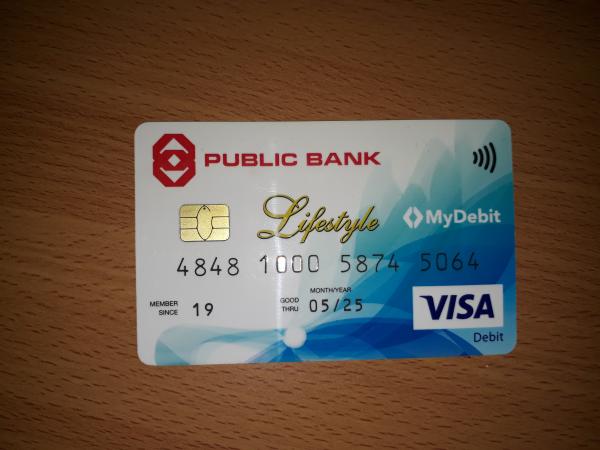 PUBLIC BANK
Lifestyle
MyDebit
4848 1000 5874 5064
MONTH/YEAR
MEMBER SINCE 19 GOOD THRU 05/25
VISA
Debit